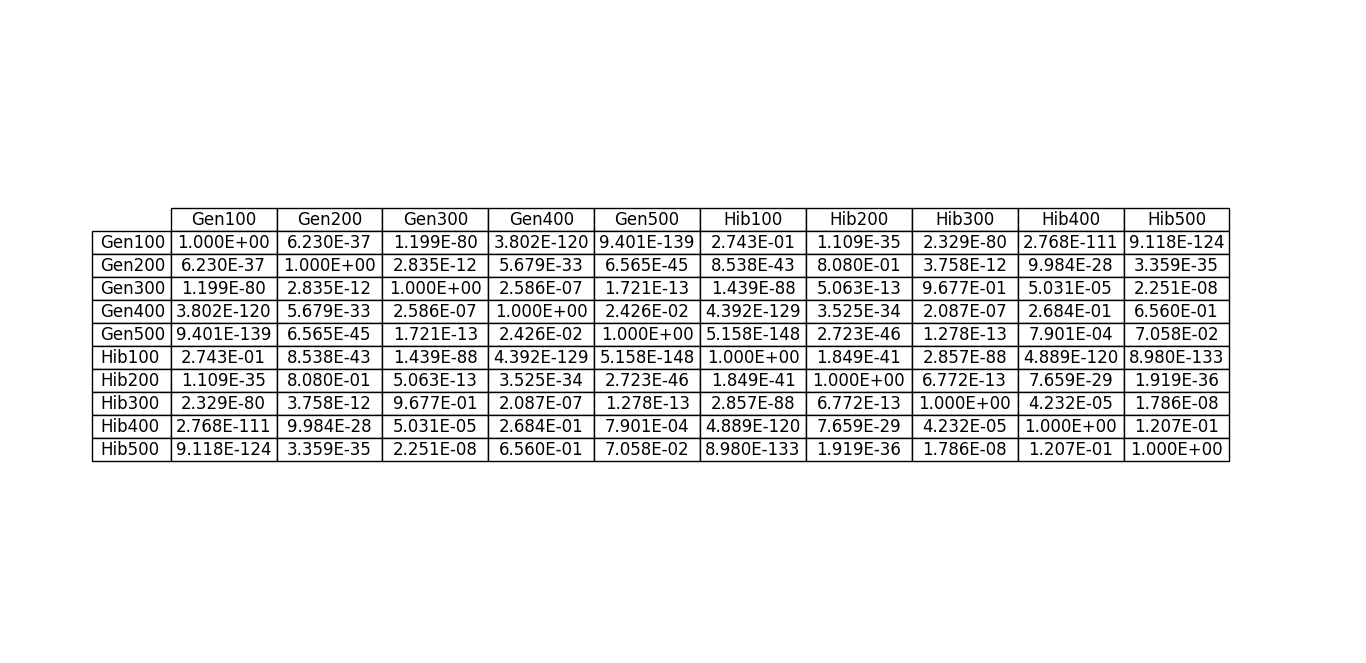 Gen100 Gen200 Gen300 Gen400 Gen500 Hib100 Hib200 Hib300 Hib400 Hib500
Gen100 1.000E+00 6.230E-37 1.199E-80 3.802E-120 9.401E-139 2.743E-01 1.109E-35 2.329E-80 2.768E-111 9.118E-124
Gen200 6.230E-37 1.000E+00 2.835E-12 5.679E-33 6.565E-45 8.538E-43 8.080E-01 3.758E-12 9.984E-28 3.359E-35
Gen300 1.199E-80 2.835E-12 1.000E+00 2.586E-07 1.721E-13 1.439E-88 5.063E-13 9.677E-01 5.031E-05 2.251E-08
Gen400 3.802E-120 5.679E-33 2.586E-07 1.000E+00 2.426E-02 4.392E-129 3.525E-34 2.087E-07 2.684E-01 6.560E-01
Gen500 9.401E-139 6.565E-45 1.721E-13 2.426E-02 1.000E+00 5.158E-148 2.723E-46 1.278E-13 7.901E-04 7.058E-02
Hib100 2.743E-01 8.538E-43 1.439E-88 4.392E-129 5.158E-148 1.000E+00 1.849E-41 2.857E-88 4.889E-120 8.980E-133
Hib200 1.109E-35 8.080E-01 5.063E-13 3.525E-34 2.723E-46 1.849E-41 1.000E+00 6.772E-13 7.659E-29 1.919E-36
Hib300 2.329E-80 3.758E-12 9.677E-01 2.087E-07 1.278E-13 2.857E-88 6.772E-13 1.000E+00 4.232E-05 1.786E-08
Hib400 2.768E-111 9.984E-28 5.031E-05 2.684E-01 7.901E-04 4.889E-120 7.659E-29 4.232E-05 1.000E+00 1.207E-01
Hib500 9.118E-124 3.359E-35 2.251E-08 6.560E-01 7.058E-02 8.980E-133 1.919E-36 1.786E-08 1.207E-01 1.000E+00